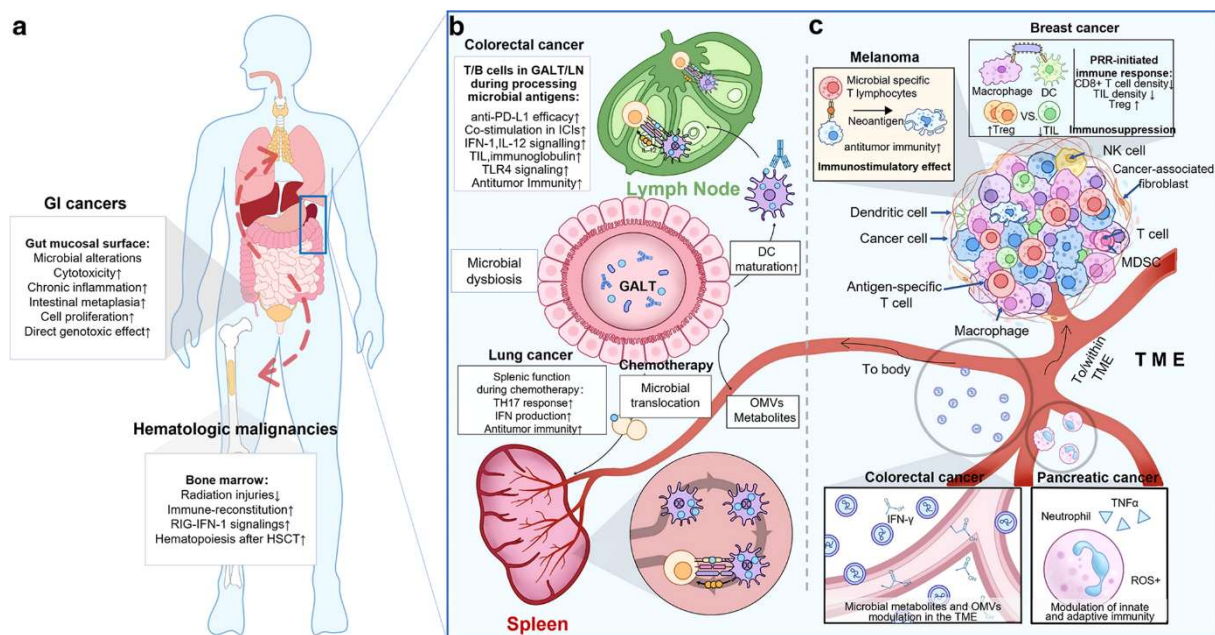 a
GI cancers
Gut mucosal surface:
Microbial alterations
Cytotoxicity↑
Chronic inflammation↑
Intestinal metaplasia↑
Cell proliferation↑
Direct genotoxic effect↑
Hematologic malignancies
Bone marrow:
Radiation injuries↓
Immune-reconstitution↑
RIG-IFN-1 signalings↑
Hematopoiesis after HSCT↑
b
Colorectal cancer
T/B cells in GALT/LN
during processing
microbial antigens:
anti-PD-L1 efficacy↑
Co-stimulation in ICIs↑
IFN-1,IL-12 signalling↑
TIL,immunoglobulin↑
TLR4 signaling↑
Antitumor Immunity↑
Lymph Node
Microbial
dysbiosis
GALT
DC
maturation↑
Lung cancer
Splenic function
during chemotherapy:
TH17 response↑
IFN production↑
Antitumor immunity↑
Chemotherapy
Microbial
translocation
OMVs
Metabolites
Spleen
c
Melanoma
Microbial specific
T lymphocytes
Neoantigen
antitumor immunity↑
Immunostimulatory effect
Breast cancer
Macrophage
DC
VS.
↑Treg
↓TIL
PRR-initiated
immune response:
CD8+ T cell density↓
TIL density ↓
Treg ↑
Immunosuppression
NK cell
Cancer-associated
fibroblast
Dendritic cell
Cancer cell
T cell
MDSC
Antigen-specific
T cell
Macrophage
To body
To/within
TME
TME
Colorectal cancer
IFN-γ
Microbial metabolites and OMVs
modulation in the TME
Pancreatic cancer
Neutrophil
TNFα
ROS+
Modulation of innate
and adaptive immunity